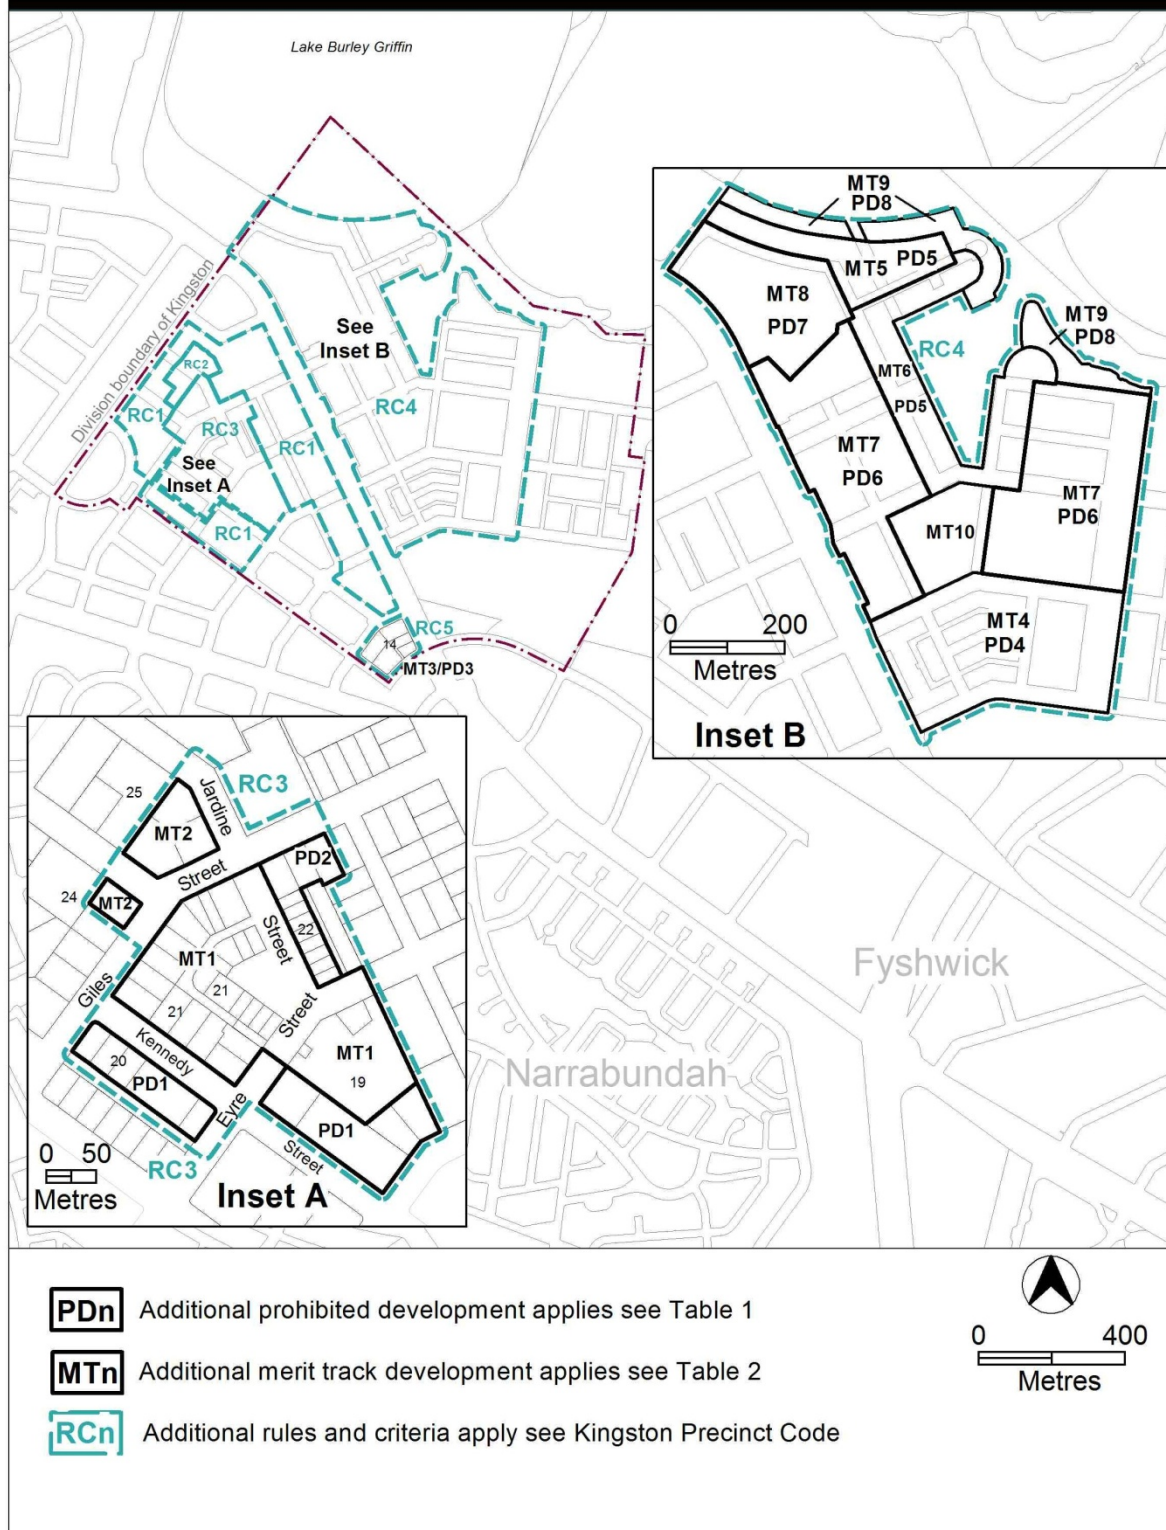 Lake Burley Griffin
Division boundary of Kingston
See
Inset B
RC2
RC1
RC3
RC1
RC4
See
Inset A
RC1
RC5
14
MT3/PD3
MT9
PD8
MT5
PD5
MT8
PD7
MT9
PD8
RC4
MT6
PD5
MT7
PD6
MT7
PD6
MT10
MT4
PD4
0 200
Metres
Inset B
RC3
25
Jardine
MT2
Street
PD2
24
MT2
22
Street
MT1
21
21
Street
Giles
Kennedy
MT1
19
20
PD1
Eyre
PD1
Street
RC3
0 50
Metres
Inset A
Fyshwick
Narrabundah
PDn Additional prohibited development applies see Table 1
MTn Additional merit track development applies see Table 2
RCn Additional rules and criteria apply see Kingston Precinct Code
0 400
Metres